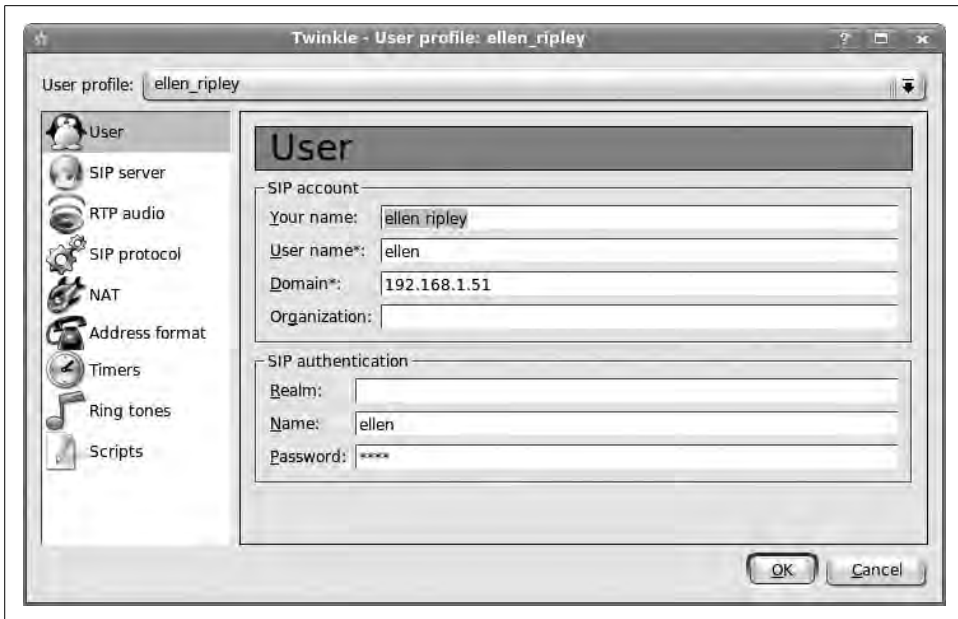 Twinkle - User profile: ellen_ripley
User profile: ellen_ripley
User
SIP server
RTP audio
SIP protocol
NAT
Address format
Timers
Ring tones
Scripts
User
SIP account
Your name: ellen ripley
User name*: ellen
Domain*: 192.168.1.51
Organization:
SIP authentication
Realm:
Name: ellen
Password: ****
OK Cancel